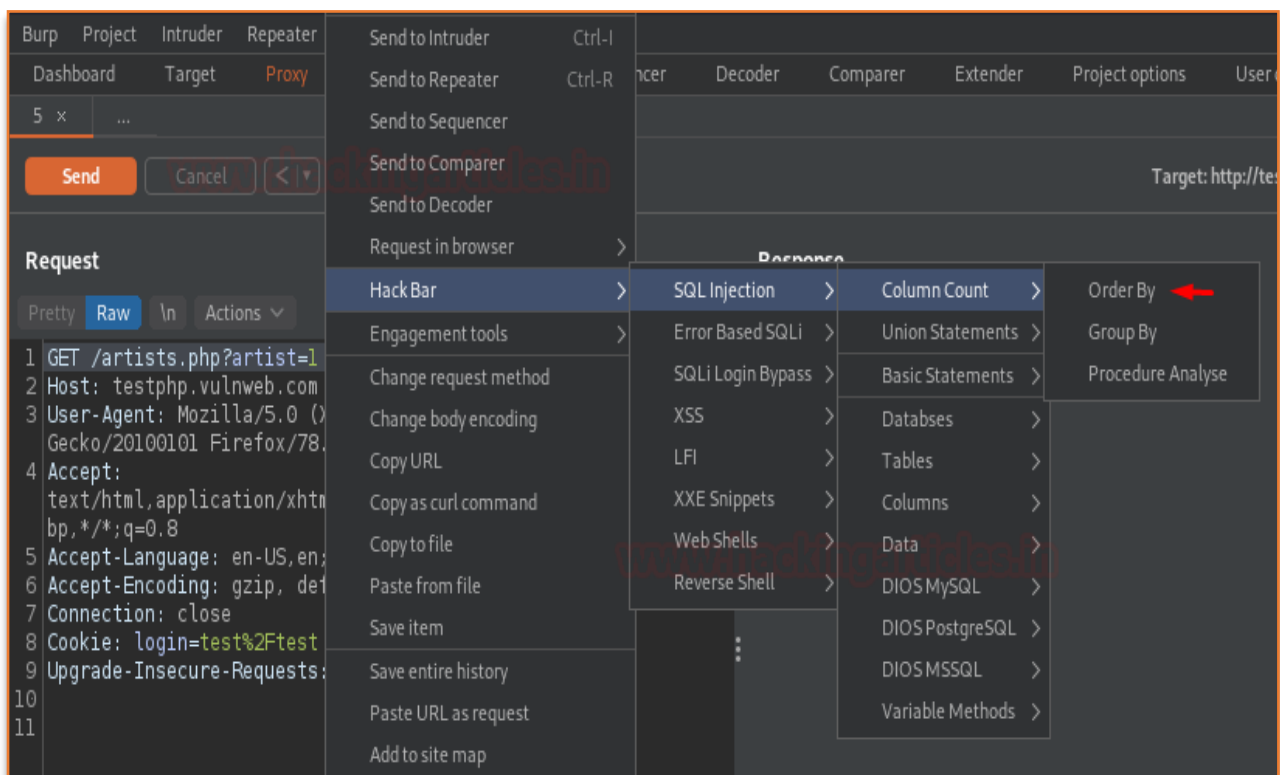 Burp Project Intruder Repeater
Dashboard Target Proxy ncer Decoder Comparer Extender Project options User
5 × ...
Send Cancel < ▾ Target: http://tes
Request
Response
Pretty Raw \n Actions
1 GET /artists.php?artist=1
2 Host: testphp.vulnweb.com
3 User-Agent: Mozilla/5.0 (X
Gecko/20100101 Firefox/78.
4 Accept:
text/html,application/xhtm
bp,*/*;q=0.8
5 Accept-Language: en-US,en;
6 Accept-Encoding: gzip, def
7 Connection: close
8 Cookie: login=test%2Ftest
9 Upgrade-Insecure-Requests:
10
11
Send to Intruder Ctrl-I
Send to Repeater Ctrl-R
Send to Sequencer
Send to Comparer
Send to Decoder
Request in browser >
Hack Bar >
Engagement tools >
Change request method
Change body encoding
Copy URL
Copy as curl command
Copy to file
Paste from file
Save item
Save entire history
Paste URL as request
Add to site map
SQL Injection >
Error Based SQLi >
SQLi Login Bypass >
XSS >
LFI >
XXE Snippets >
Web Shells >
Reverse Shell >
Column Count >
Union Statements >
Basic Statements >
Databses >
Tables >
Columns >
Data >
DIOS MySQL >
DIOS PostgreSQL >
DIOS MSSQL >
Variable Methods >
Order By
Group By
Procedure Analyse
www.hackingarticles.in
www.hackingarticles.in